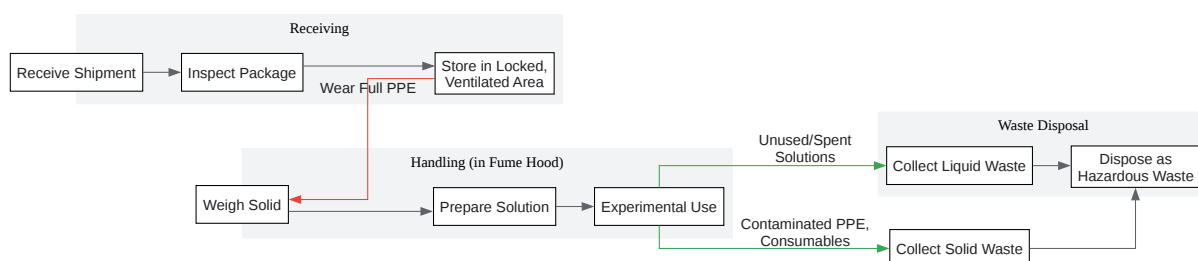 Receiving
Receive Shipment
Inspect Package
Store in Locked,
Ventilated Area
Wear Full PPE
Handling (in Fume Hood)
Weigh Solid
Prepare Solution
Experimental Use
Unused/Spent
Solutions
Contaminated PPE,
Consumables
Waste Disposal
Collect Liquid Waste
Dispose as
Hazardous Waste
Collect Solid Waste